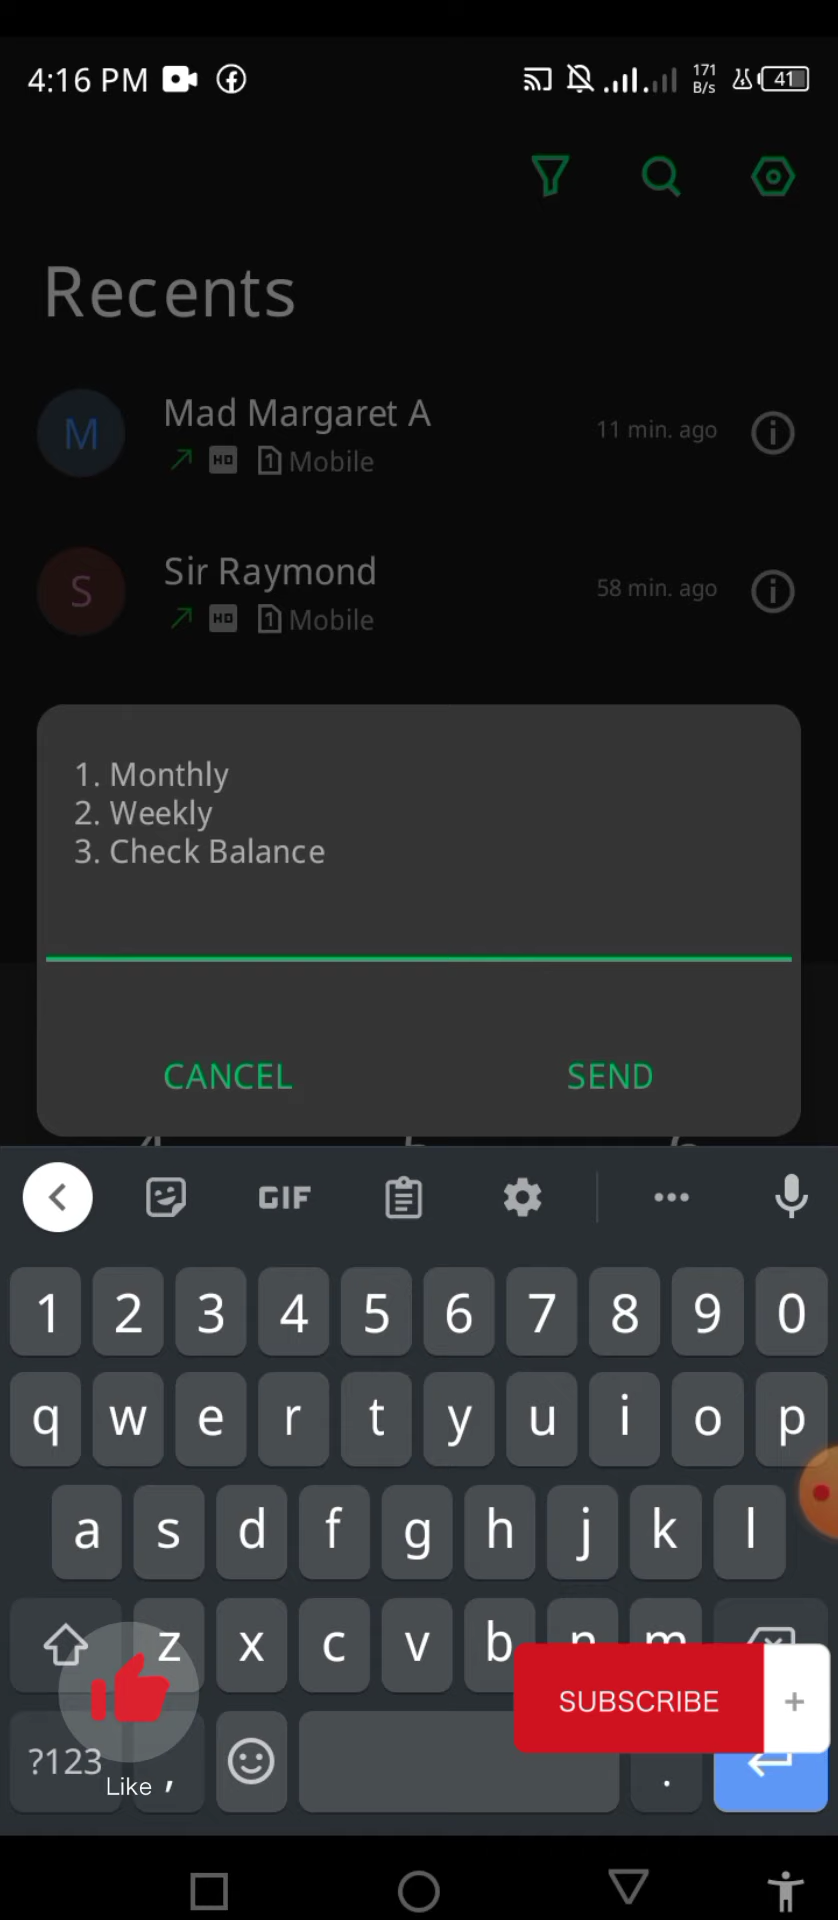 4:16 PM
171
B/s
41
Recents
M
Mad Margaret A
11 min. ago
HD 1 Mobile
S
Sir Raymond
58 min. ago
HD 1 Mobile
1. Monthly
2. Weekly
3. Check Balance
CANCEL SEND
GIF
1 2 3 4 5 6 7 8 9 0
q w e r t y u i o p
a s d f g h j k l
z x c v b n m
SUBSCRIBE +
?123 , .
Like